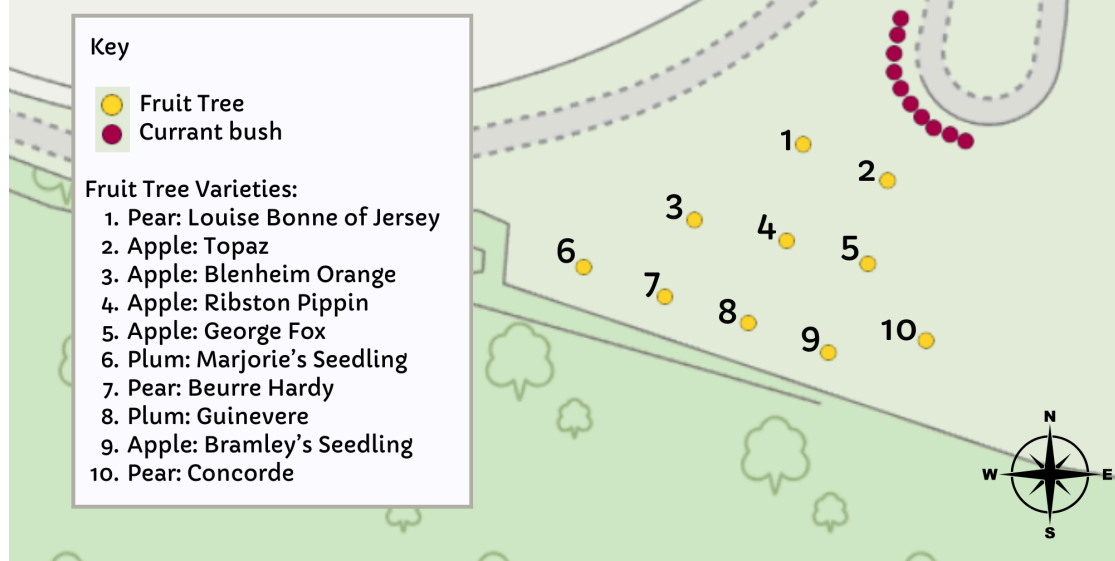 Key
Fruit Tree
Currant bush
Fruit Tree Varieties:
1. Pear: Louise Bonne of Jersey
2. Apple: Topaz
3. Apple: Blenheim Orange
4. Apple: Ribston Pippin
5. Apple: George Fox
6. Plum: Marjorie's Seedling
7. Pear: Beurre Hardy
8. Plum: Guinevere
9. Apple: Bramley's Seedling
10. Pear: Concorde
1
2
3
4
5
6
7
8
9
10
N
W E
S